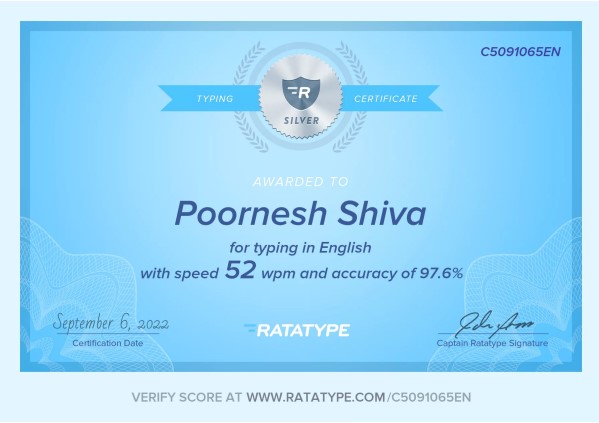 C5091065EN
TYPING
R
SILVER
CERTIFICATE
AWARDED TO
Poornesh Shiva
for typing in English
with speed 52 wpm and accuracy of 97.6%
September 6, 2022
Certification Date
RATATYPE
Captain Ratatype Signature
VERIFY SCORE AT WWW.RATATYPE.COM/C5091065EN